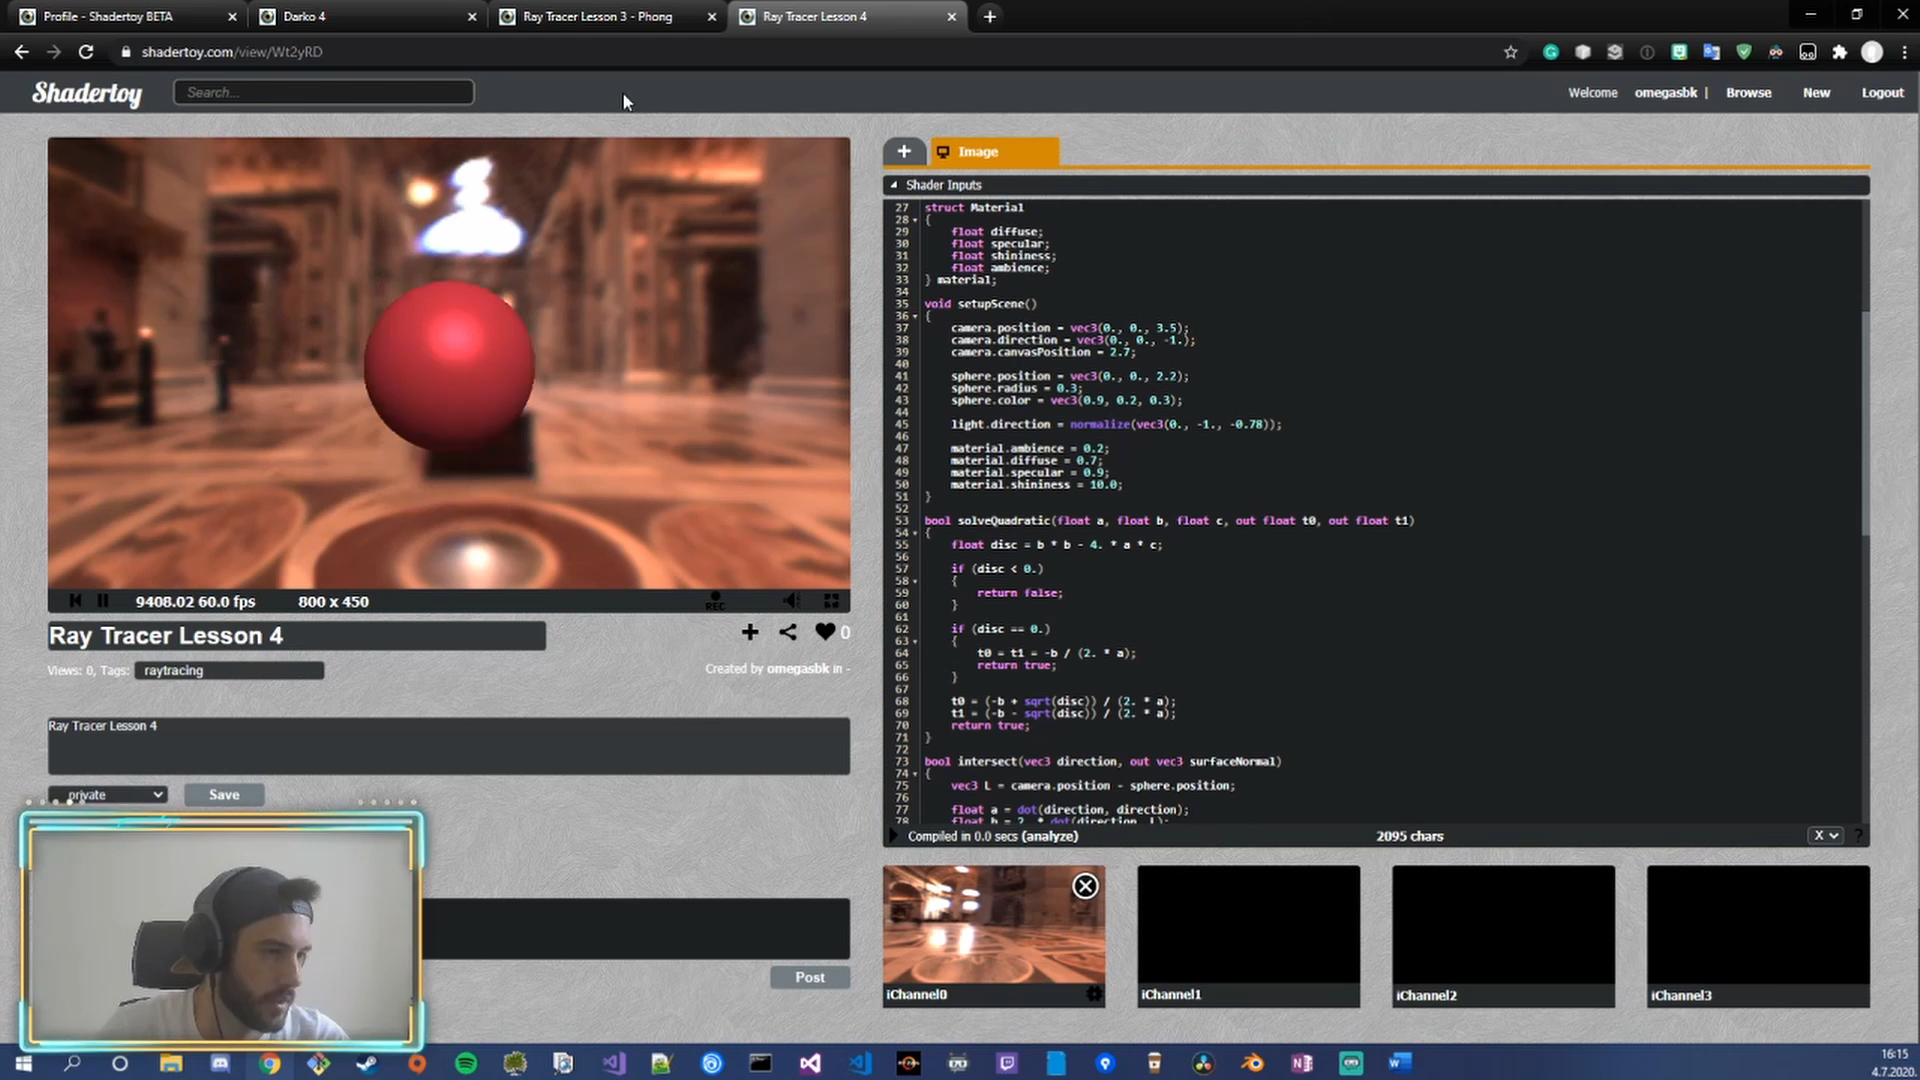 Profile - Shadertoy BETA
Darko 4
Ray Tracer Lesson 3 - Phong
Ray Tracer Lesson 4
shadertoy.com/view/Wt2yRD
Shadertoy
Search...
Welcome omegasbk | Browse New Logout
Image
Shader Inputs
27 struct Material
28 {
29 float diffuse;
30 float specular;
31 float shininess;
32 float ambience;
33 } material;
34
35 void setupScene()
36 {
37 camera.position = vec3(0., 0., 3.5);
38 camera.direction = vec3(0., 0., -1.);
39 camera.canvasPosition = 2.7;
40
41 sphere.position = vec3(0., 0., 2.2);
42 sphere.radius = 0.3;
43 sphere.color = vec3(0.9, 0.2, 0.3);
44
45 light.direction = normalize(vec3(0., -1., -0.78));
46
47 material.ambience = 0.2;
48 material.diffuse = 0.7;
49 material.specular = 0.9;
50 material.shininess = 10.0;
51 }
52
53 bool solveQuadratic(float a, float b, float c, out float t0, out float t1)
54 {
55 float disc = b * b - 4. * a * c;
56
57 if (disc < 0.)
58 {
59 return false;
60 }
61
62 if (disc == 0.)
63 {
64 t0 = t1 = -b / (2. * a);
65 return true;
66 }
67
68 t0 = (-b + sqrt(disc)) / (2. * a);
69 t1 = (-b - sqrt(disc)) / (2. * a);
70 return true;
71 }
72
73 bool intersect(vec3 direction, out vec3 surfaceNormal)
74 {
75 vec3 L = camera.position - sphere.position;
76
77 float a = dot(direction, direction);
78 float b = 2. * dot(direction, L);
Compiled in 0.0 secs (analyze)
2095 chars
X
?
9408.02 60.0 fps
800 x 450
REC
Ray Tracer Lesson 4
0
Views: 0, Tags: raytracing
Created by omegasbk in -
Ray Tracer Lesson 4
private
Save
Post
iChannel0
iChannel1
iChannel2
iChannel3
16:15
4.7.2020.